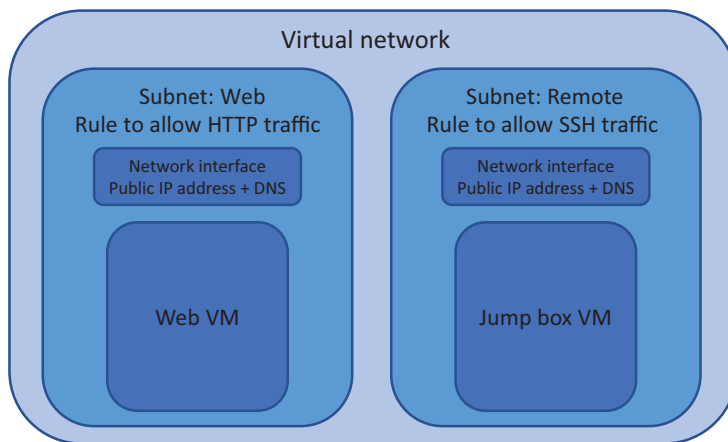 Virtual network
Subnet: Web
Rule to allow HTTP traffic
Network interface
Public IP address + DNS
Web VM
Subnet: Remote
Rule to allow SSH traffic
Network interface
Public IP address + DNS
Jump box VM